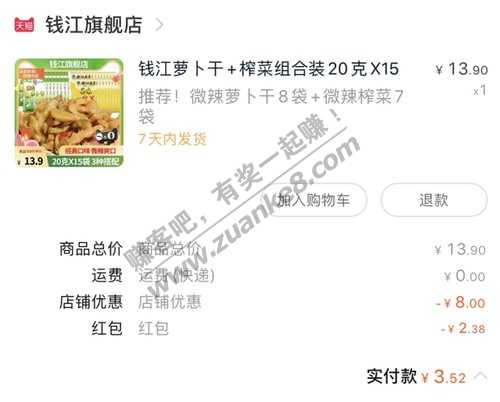 天猫 钱江旗舰店
钱江旗舰店
¥ 13.9
20克X15袋 3种搭配
钱江萝卜干+榨菜组合装20克X15 ¥ 13.90
推荐！微辣萝卜干8袋+微辣榨菜7 x1
袋
7天内发货
加入购物车 退款
商品总价 商品总价 ¥ 13.90
运费 运费(快递) ¥ 0.00
店铺优惠 店铺优惠 -¥ 8.00
红包 红包 -¥ 2.38
实付款 ¥ 3.52
赚客吧，有奖一起赚！
www.zuanke8.com